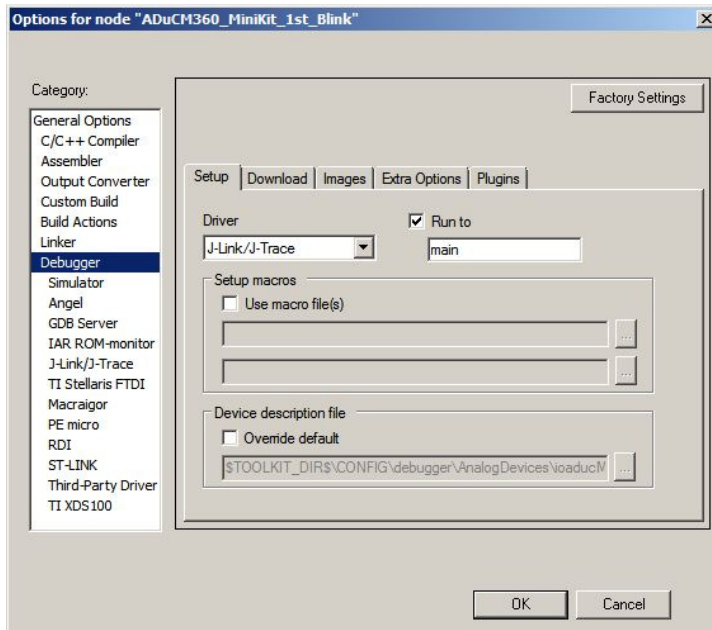 Options for node "ADuCM360_MiniKit_1st_Blink"
Category:
General Options
C/C++ Compiler
Assembler
Output Converter
Custom Build
Build Actions
Linker
Debugger
Simulator
Angel
GDB Server
IAR ROM-monitor
J-Link/J-Trace
TI Stellaris FTDI
Macraigor
PE micro
RDI
ST-LINK
Third-Party Driver
TI XDS100
Factory Settings
Setup Download Images Extra Options Plugins
Driver Run to
J-Link/J-Trace main
Setup macros
Use macro file(s)
...
...
Device description file
Override default
$TOOLKIT_DIR$\CONFIG\debugger\AnalogDevices\ioaducM ...
OK Cancel